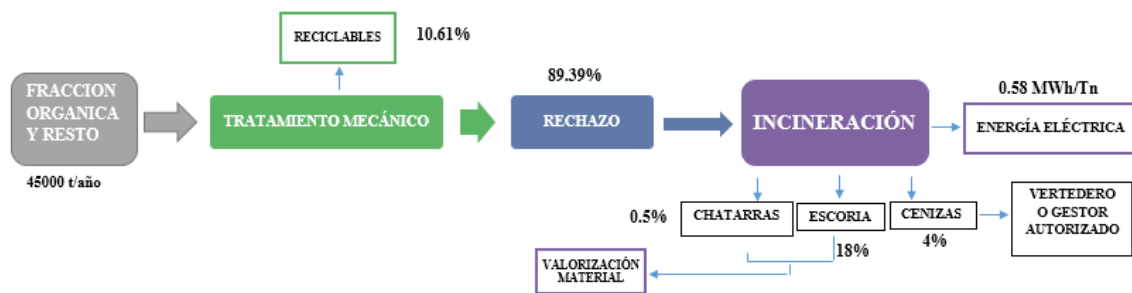 RECICLABLES
10.61%
FRACCION
ORGANICA
Y RESTO
45000 t/año
TRATAMIENTO MECÁNICO
89.39%
RECHAZO
INCINERACIÓN
0.58 MWh/Tn
ENERGÍA ELÉCTRICA
0.5%
CHATARRAS
ESCORIA
18%
CENIZAS
4%
VERTEDERO
O GESTOR
AUTORIZADO
VALORIZACIÓN
MATERIAL